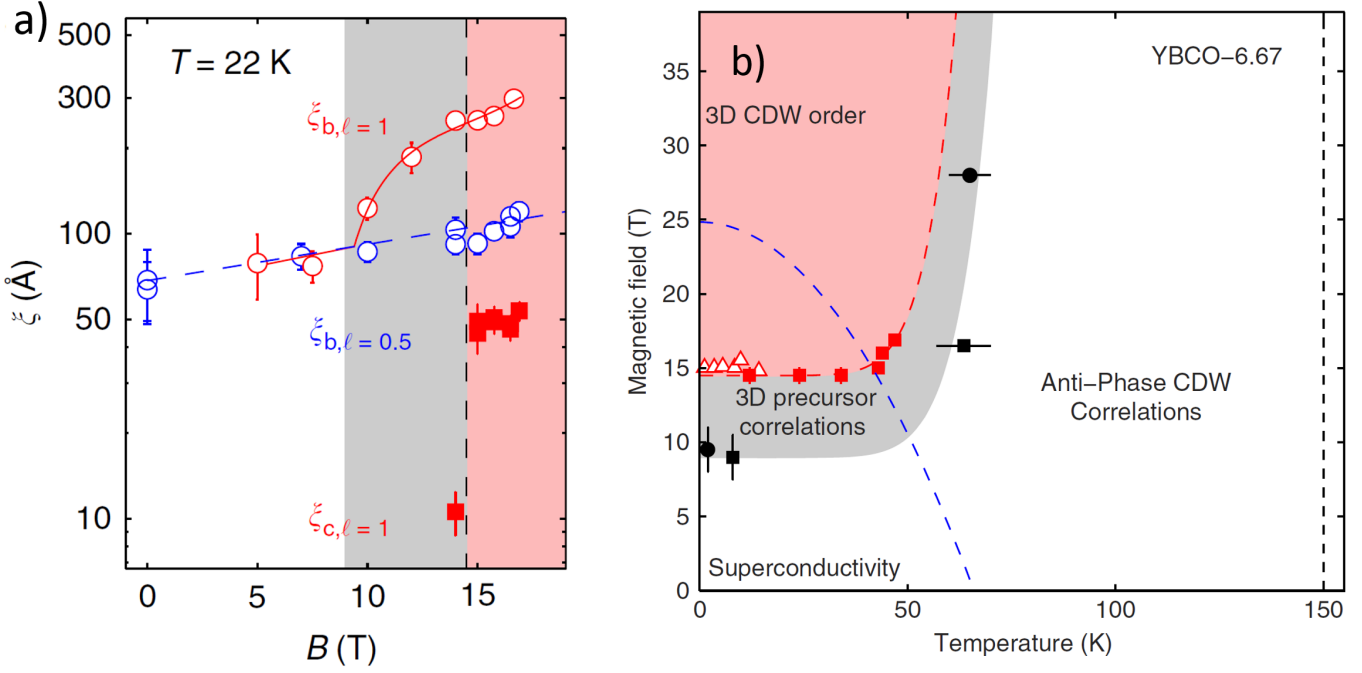 a)
500
300
100
50
10
T = 22 K
ξb,ℓ = 1
ξb,ℓ = 0.5
ξc,ℓ = 1
ξ (Å)
0 5 10 15
B (T)
b)
YBCO−6.67
3D CDW order
3D precursor
correlations
Anti−Phase CDW
Correlations
Superconductivity
35
30
25
20
15
10
5
0
Magnetic field (T)
0 50 100 150
Temperature (K)